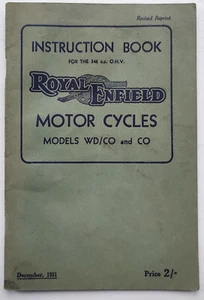 Revised Reprint
INSTRUCTION BOOK
FOR THE 346 c.c. O.H.V.
ROYAL ENFIELD
MOTOR CYCLES
MODELS WD/CO and CO
December, 1951 Price 2/-